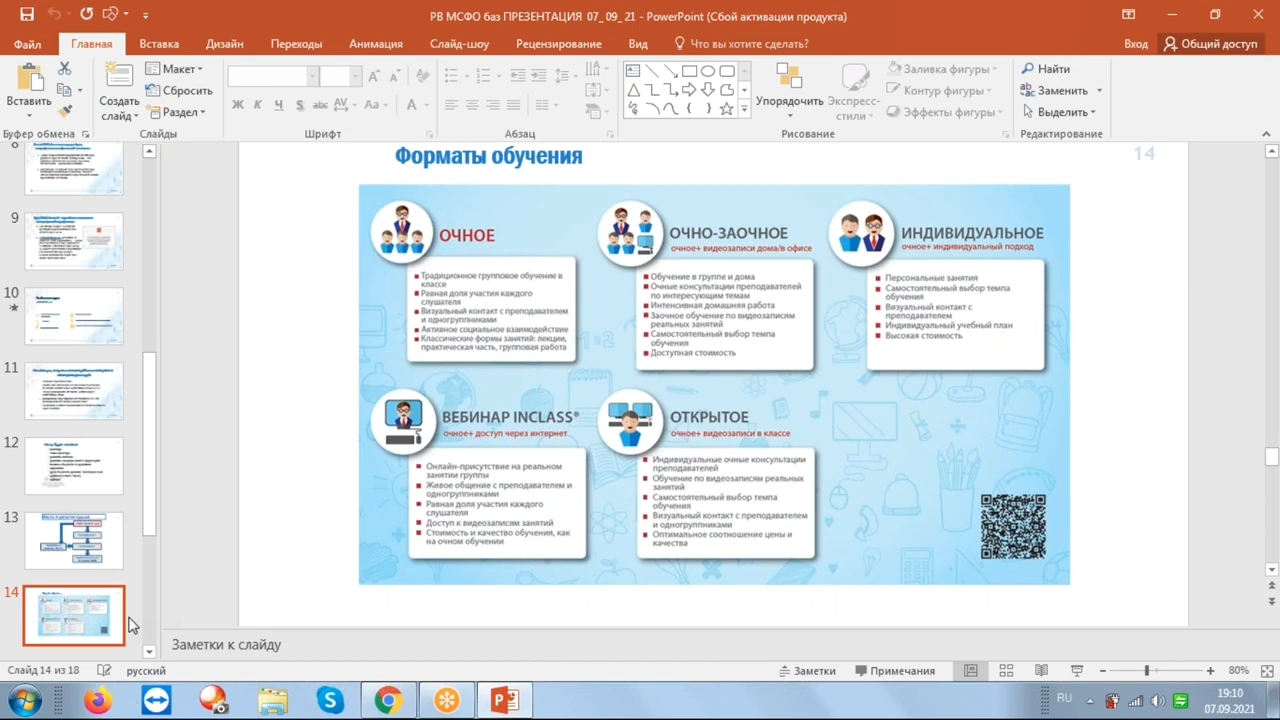 РВ МСФО баз ПРЕЗЕНТАЦИЯ 07_ 09_ 21 - PowerPoint (Сбой активации продукта)
Файл
Главная
Вставка
Дизайн
Переходы
Анимация
Слайд-шоу
Рецензирование
Вид
Что вы хотите сделать?
Вход
Общий доступ
Вставить
Создать слайд
Макет
Сбросить
Раздел
Ж К Ч S abc AV Aa A
Упорядочить
Экспресс-стили
Заливка фигуры
Контур фигуры
Эффекты фигуры
Найти
Заменить
Выделить
Буфер обмена
Слайды
Шрифт
Абзац
Рисование
Редактирование
8
9
10
11
12
13
14
Форматы обучения
14
ОЧНОЕ
Традиционное групповое обучение в
классе
Равная доля участия каждого
слушателя
Визуальный контакт с преподавателем
и одногруппниками
Активное социальное взаимодействие
Классические формы занятий: лекции,
практическая часть, групповая работа
ОЧНО-ЗАОЧНОЕ
очное+ видеозаписи дома/в офисе
Обучение в группе и дома
Очные консультации преподавателей
по интересующим темам
Интенсивная домашняя работа
Заочное обучение по видеозаписям
реальных занятий
Самостоятельный выбор темпа
обучения
Доступная стоимость
ИНДИВИДУАЛЬНОЕ
очное+ индивидуальный подход
Персональные занятия
Самостоятельный выбор темпа
обучения
Визуальный контакт с
преподавателем
Индивидуальный учебный план
Высокая стоимость
ВЕБИНАР INCLASS®
очное+ доступ через интернет
Онлайн-присутствие на реальном
занятии группы
Живое общение с преподавателем и
одногруппниками
Равная доля участия каждого
слушателя
Доступ к видеозаписям занятий
Стоимость и качество обучения, как
на очном обучении
ОТКРЫТОЕ
очное+ видеозаписи в классе
Индивидуальные очные консультации
преподавателей
Обучение по видеозаписям реальных
занятий
Самостоятельный выбор темпа
обучения
Визуальный контакт с преподавателем
и одногруппниками
Оптимальное соотношение цены и
качества
Заметки к слайду
Слайд 14 из 18
русский
Заметки
Примечания
80%
RU
19:10
07.09.2021